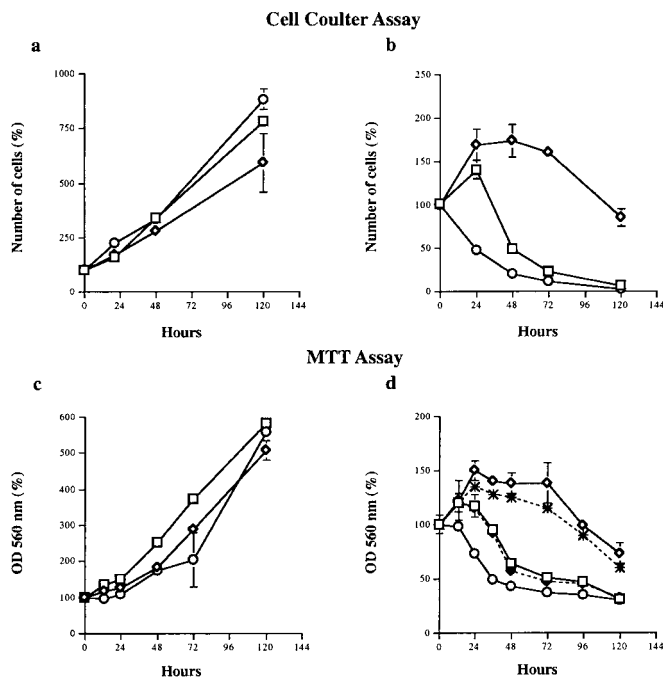 Cell Coulter Assay
a
b
1000
750
500
250
0
Number of cells (%)
0 24 48 72 96 120 144
Hours
250
200
150
100
50
0
Number of cells (%)
0 24 48 72 96 120 144
Hours
MTT Assay
c
d
600
500
400
300
200
100
0
OD 560 nm (%)
0 24 48 72 96 120 144
Hours
200
150
100
50
0
OD 560 nm (%)
0 24 48 72 96 120 144
Hours